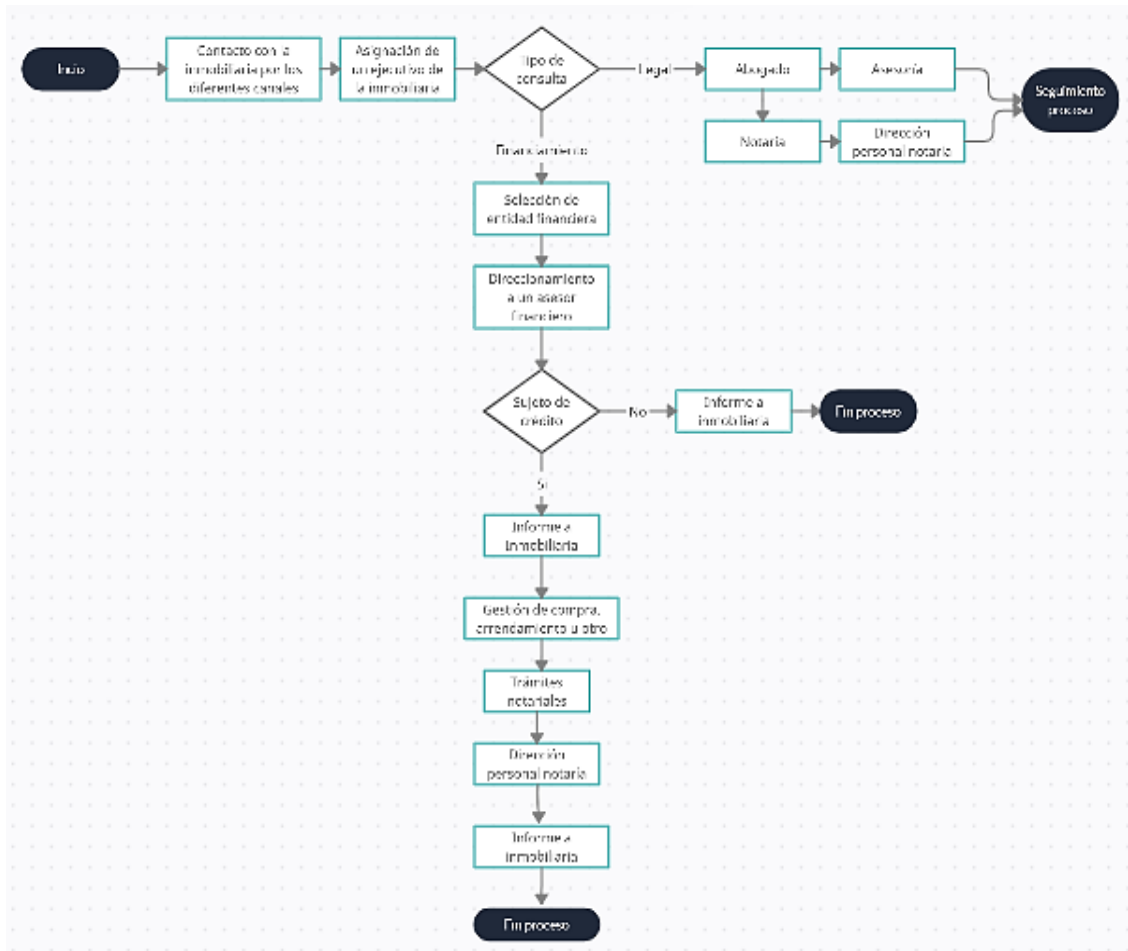 Incio
Contacto con la
inmobiliaria por los
diferentes canales
Asignación de
un ejecutivo de
la inmobiliaria
Tipo de
consulta
Legal
Abogado
Asesoría
Seguimiento
proceso
Notaría
Dirección
personal notaria
Financiamiento
Selección de
entidad financiera
Direccionamiento
a un asesor
financiero
Sujeto de
crédito
No
Informe a
inmobiliaria
Fin proceso
Si
Informe a
Inmobiliaria
Gestión de compra,
arrendamiento u otro
Trámites
notariales
Dirección
personal notaria
Informe a
inmobiliaria
Fin proceso